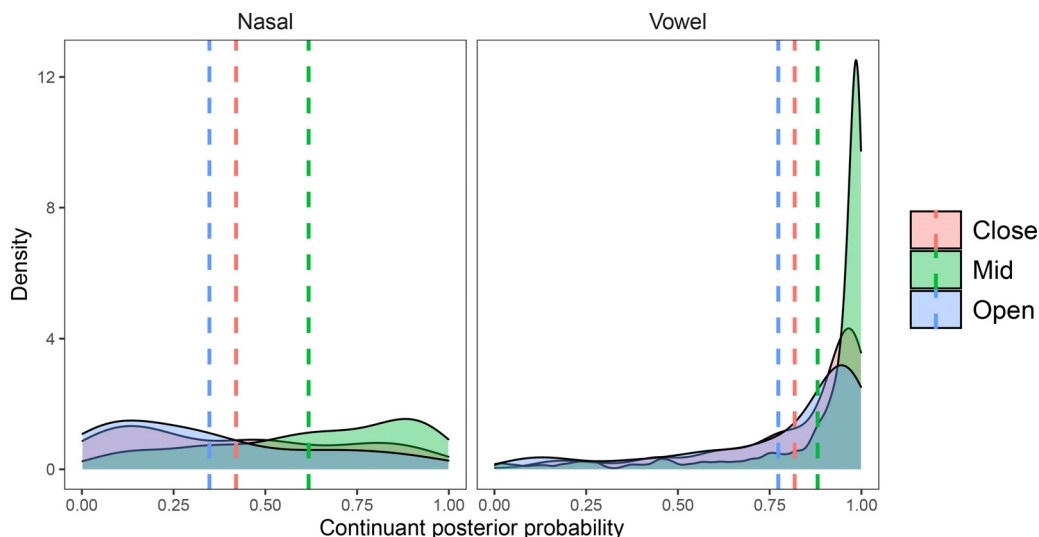 Nasal Vowel
12
8
4
0
Density
0.00 0.25 0.50 0.75 1.00 0.00 0.25 0.50 0.75 1.00
Continuant posterior probability
Close
Mid
Open